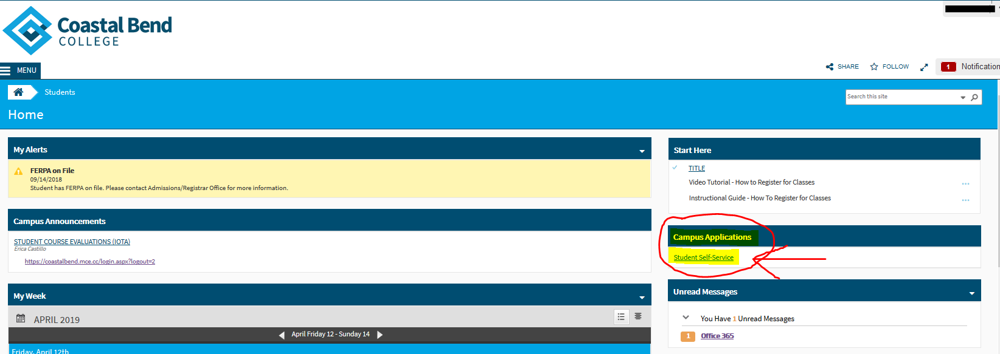 Coastal Bend
COLLEGE
MENU
SHARE
FOLLOW
1
Notification
Students
Search this site
Home
My Alerts
FERPA on File
09/14/2018
Student has FERPA on file. Please contact Admissions/Registrar Office for more information.
Campus Announcements
STUDENT COURSE EVALUATIONS (IOTA)
Erica Castillo
https://coastalbend.mce.cc/login.aspx?logout=2
My Week
APRIL 2019
April Friday 12 - Sunday 14
Friday, April 12th
Start Here
TITLE
Video Tutorial - How to Register for Classes
...
Instructional Guide - How To Register for Classes
...
Campus Applications
Student Self-Service
Unread Messages
You Have 1 Unread Messages
1
Office 365